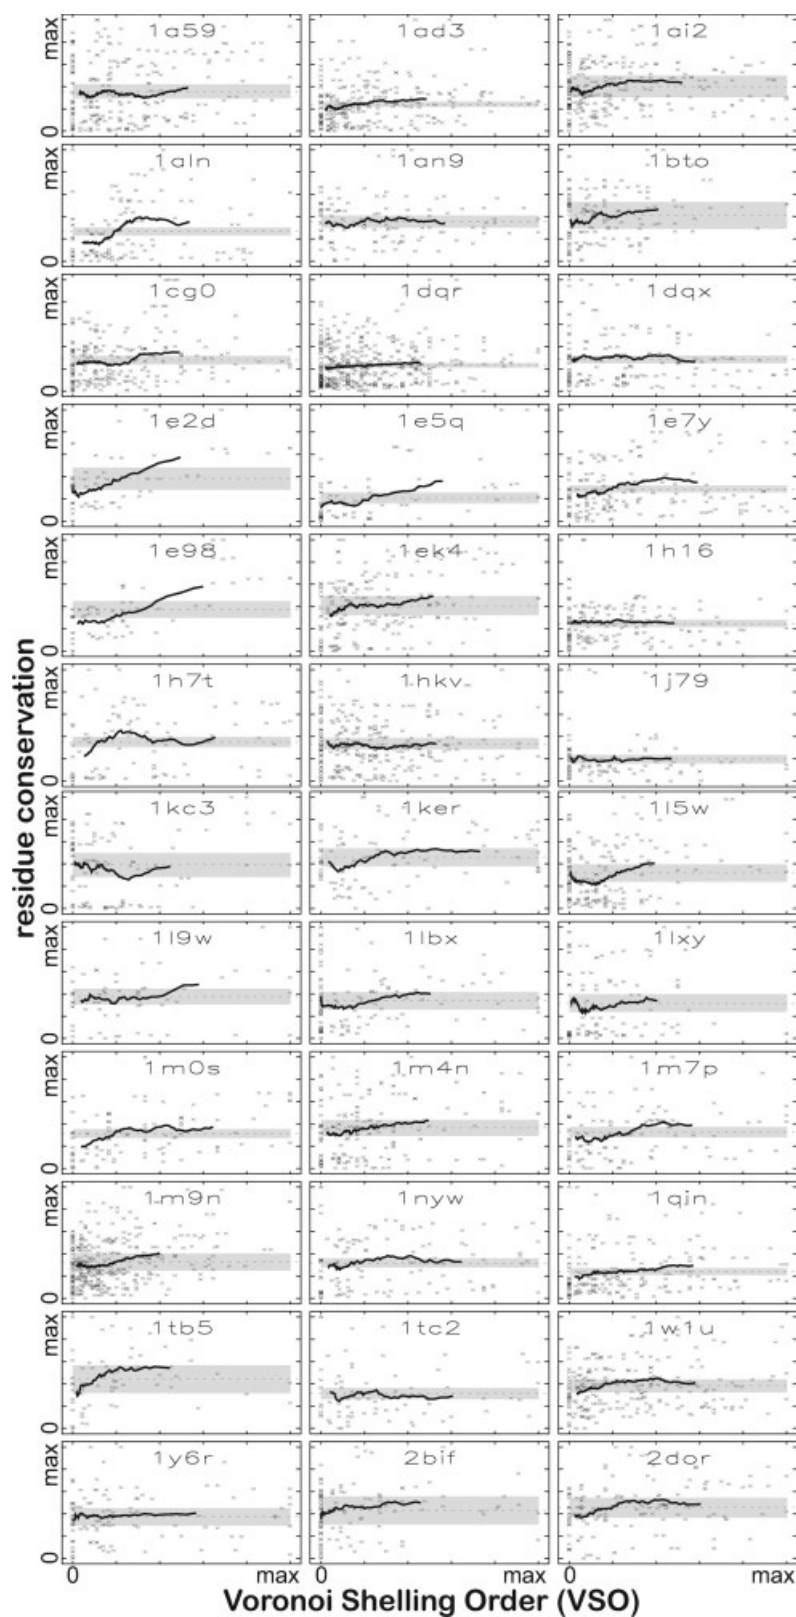 max
0
1a59
1ad3
1ai2
max
0
1aln
1an9
1bto
max
0
1cg0
1dqr
1dqx
max
0
1e2d
1e5q
1e7y
max
0
1e98
1ek4
1h16
max
0
1h7t
1hkv
1j79
max
0
1kc3
1ker
1l5w
max
0
1l9w
1lbx
1lxy
max
0
1m0s
1m4n
1m7p
max
0
1m9n
1nyw
1qjn
max
0
1tb5
1tc2
1w1u
max
0
1y6r
2bif
2dor
residue conservation
0 max 0 max 0 max
Voronoi Shelling Order (VSO)